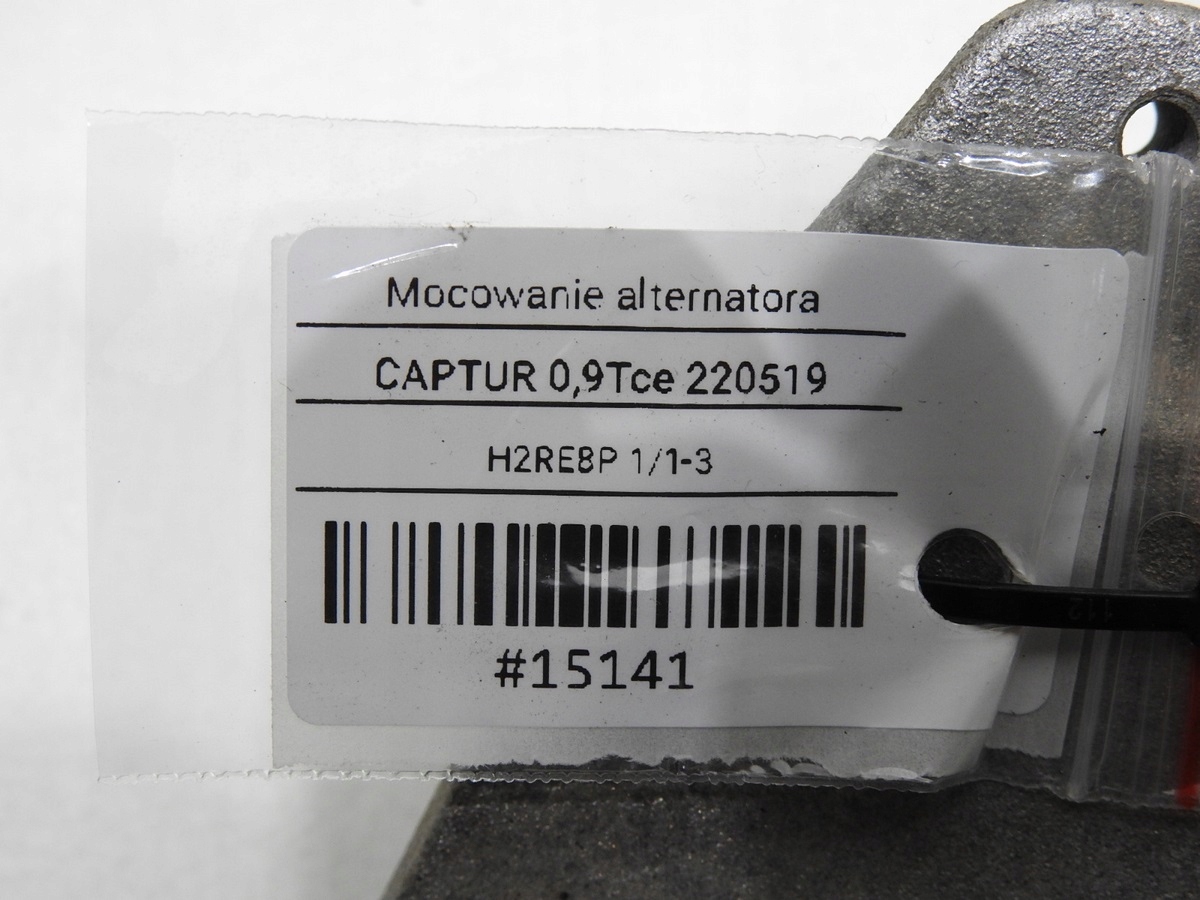 Mocowanie alternatora
CAPTUR 0,9Tce 220519
H2RE8P 1/1-3
#15141